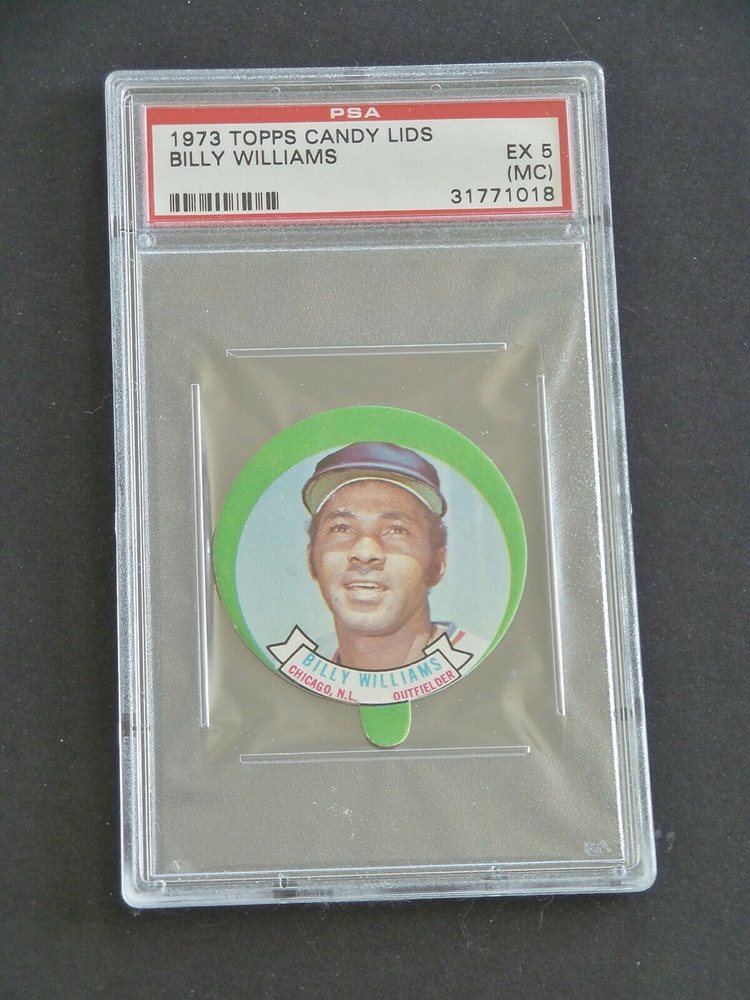 PSA
1973 TOPPS CANDY LIDS
BILLY WILLIAMS
EX 5
(MC)
31771018
BILLY WILLIAMS
CHICAGO, N.L. OUTFIELDER